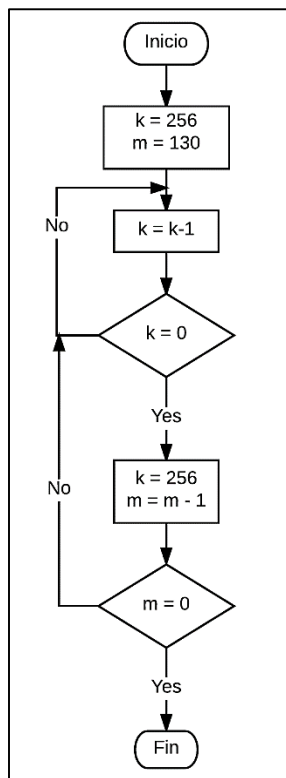 Inicio
k = 256
m = 130
No
k = k-1
k = 0
Yes
k = 256
m = m - 1
No
m = 0
Yes
Fin